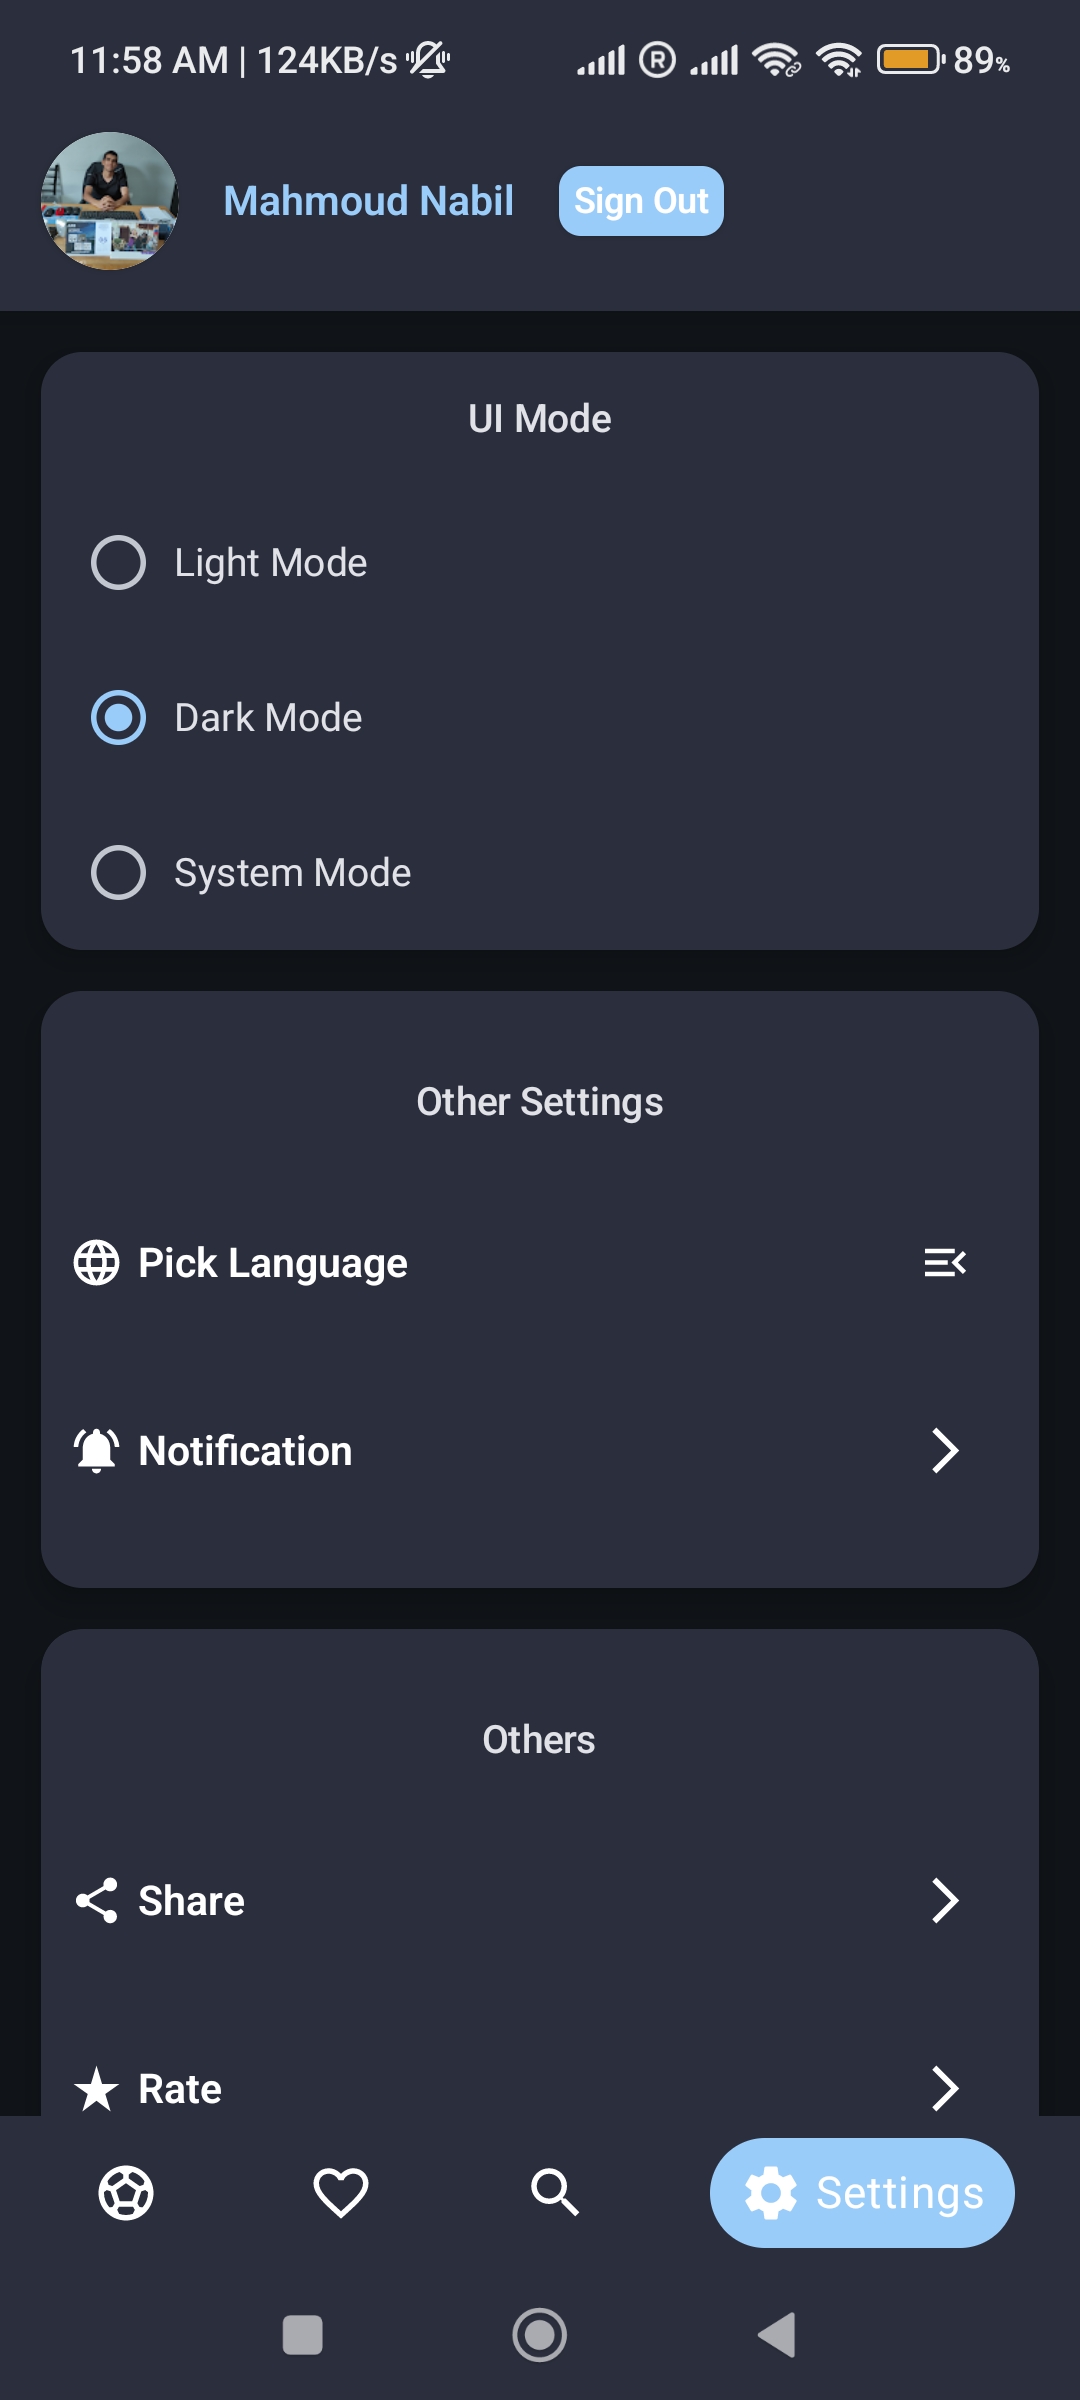 11:58 AM | 124KB/s ® 89%
Mahmoud Nabil Sign Out
UI Mode
Light Mode
Dark Mode
System Mode
Other Settings
Pick Language
Notification
Others
Share
Rate
Settings